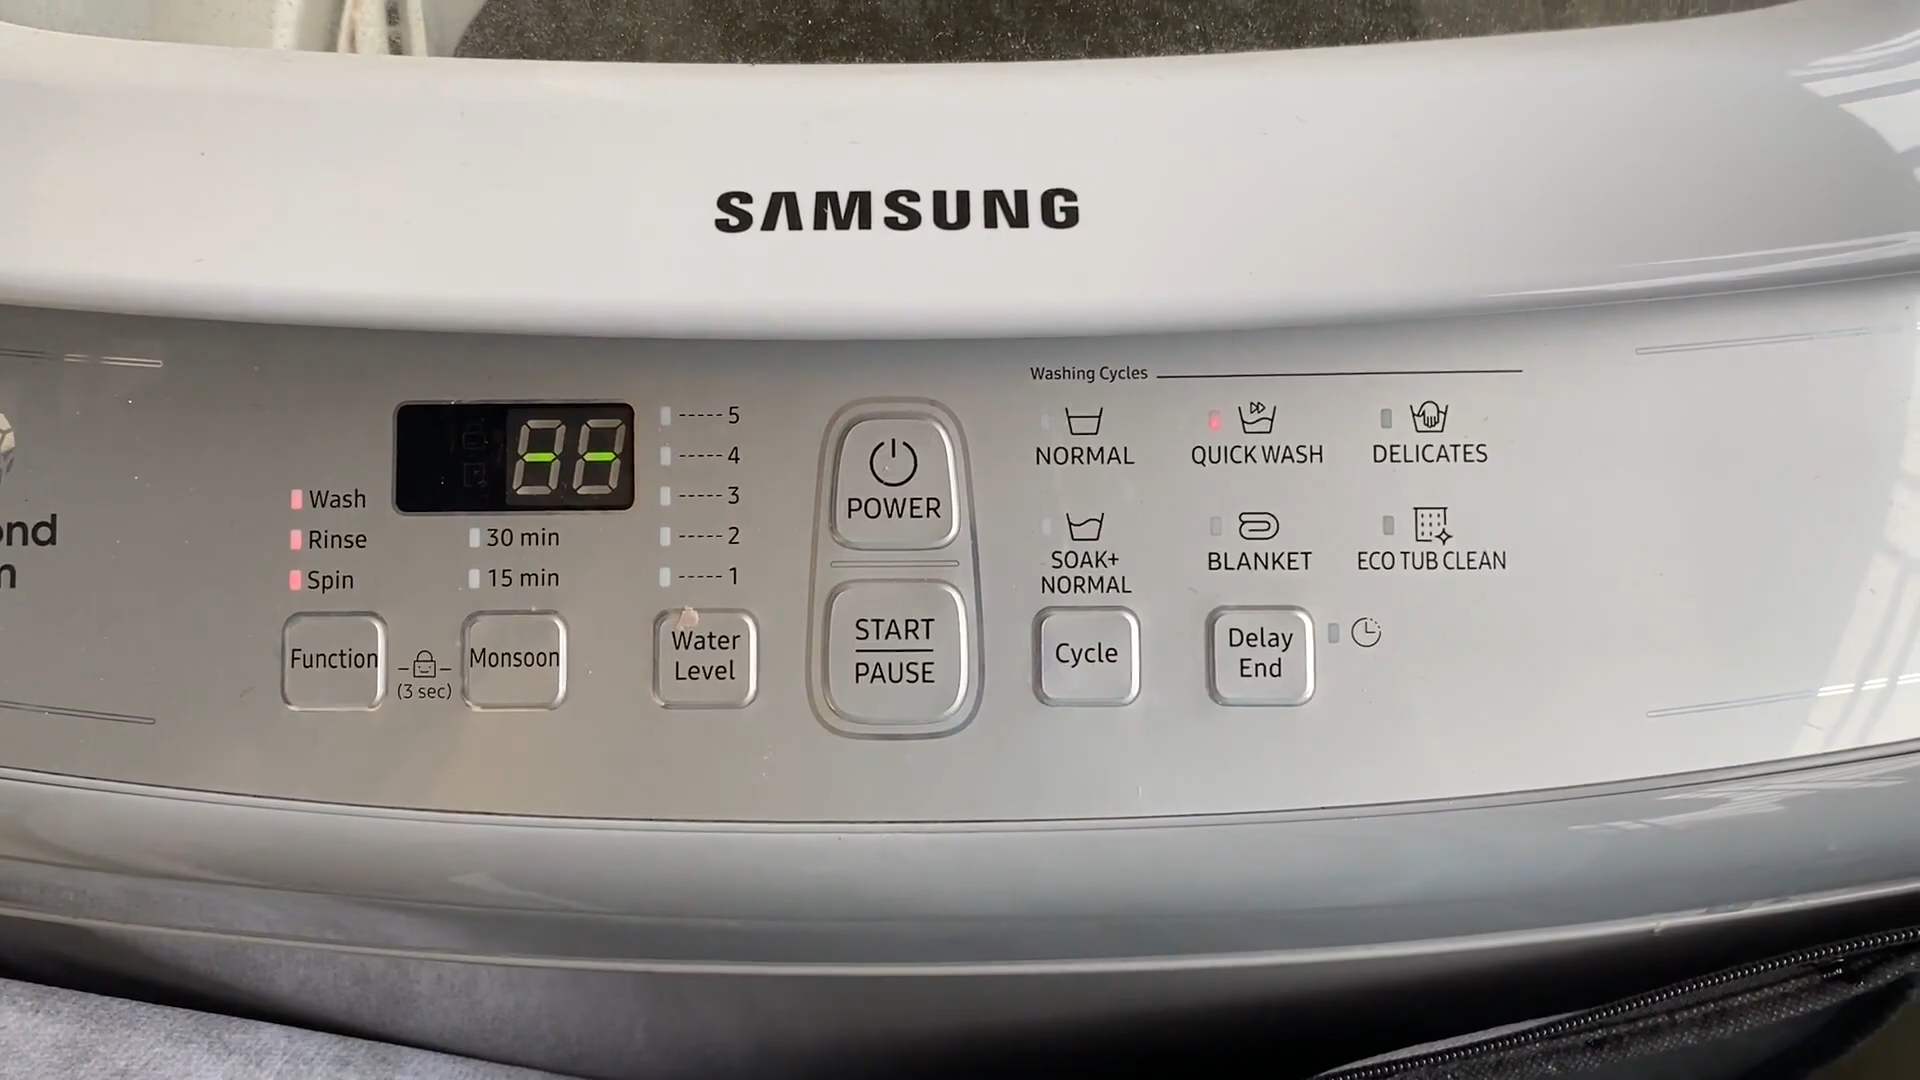 SAMSUNG
Washing Cycles
5
4
3
2
1
--
Wash
Rinse
Spin
30 min
15 min
POWER
START
PAUSE
NORMAL
QUICK WASH
DELICATES
SOAK+
NORMAL
BLANKET
ECO TUB CLEAN
Function
(3 sec)
Monsoon
Water
Level
Cycle
Delay
End